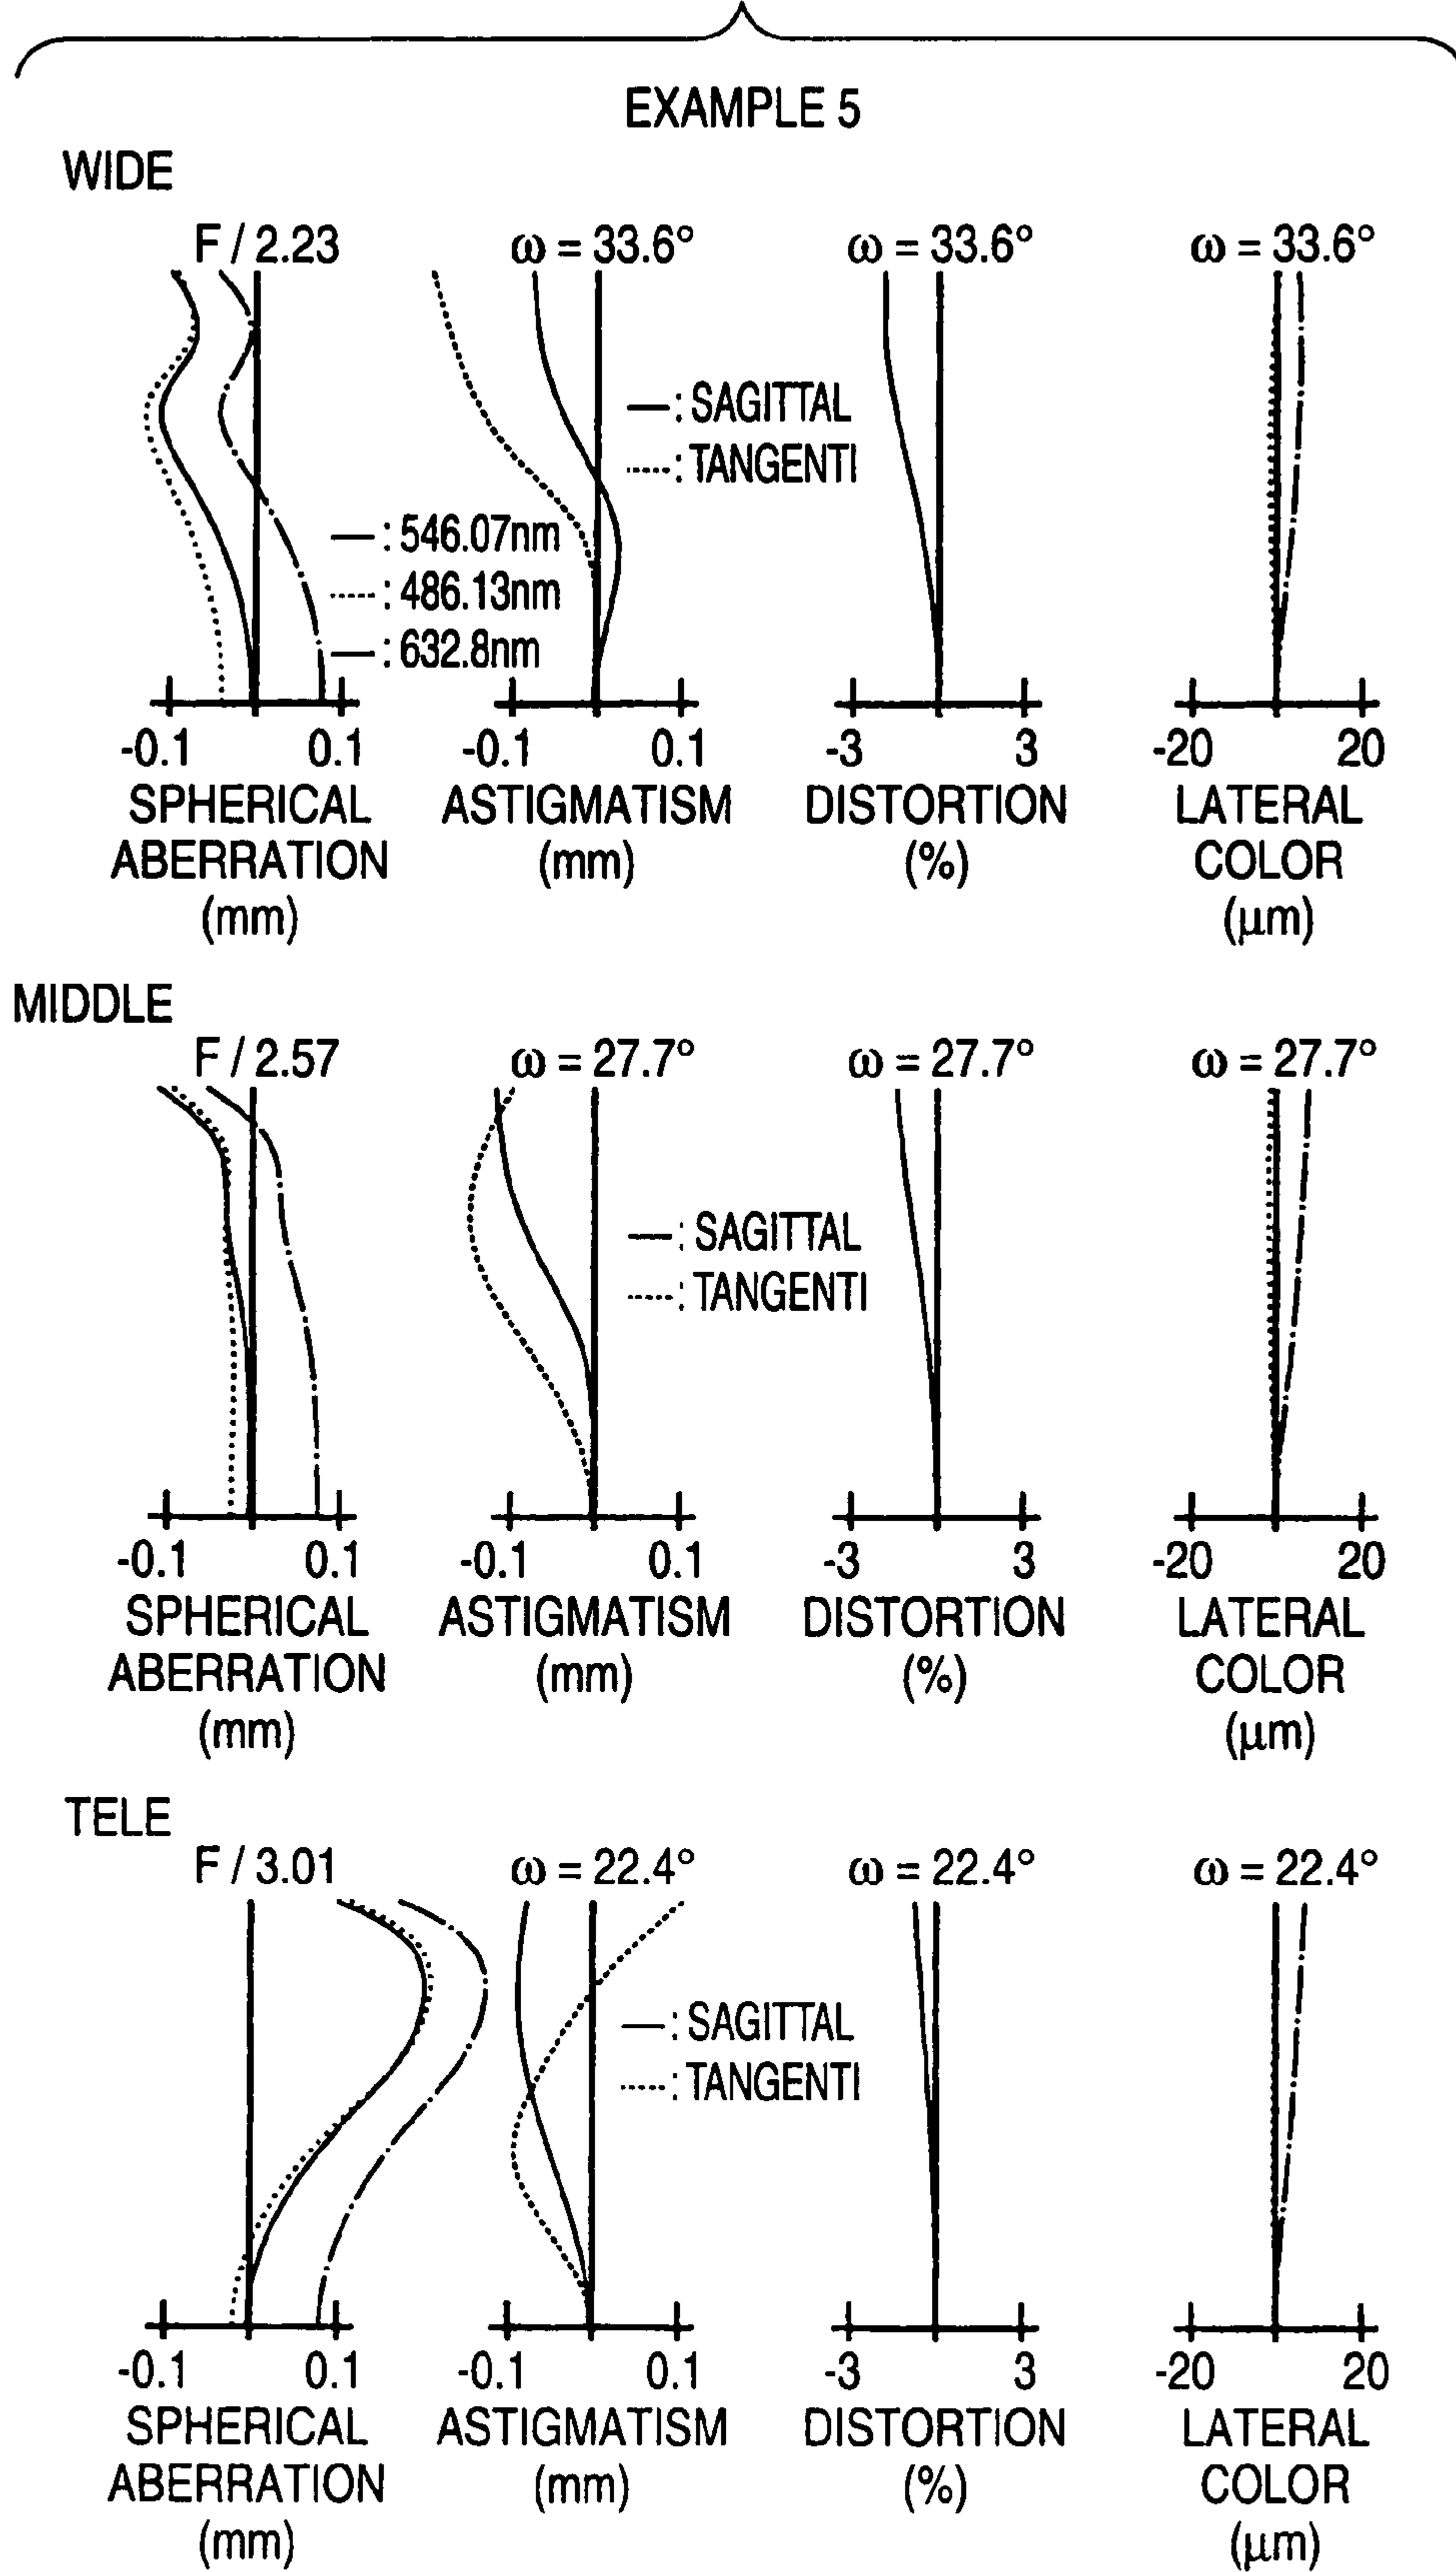 EXAMPLE 5
WIDE
F / 2.23
ω = 33.6°
ω = 33.6°
ω = 33.6°
—: SAGITTAL
-----: TANGENTI
—: 546.07nm
-----: 486.13nm
—: 632.8nm
-0.1 0.1
-0.1 0.1
-3 3
-20 20
SPHERICAL
ABERRATION
(mm)
ASTIGMATISM
(mm)
DISTORTION
(%)
LATERAL
COLOR
(μm)
MIDDLE
F / 2.57
ω = 27.7°
ω = 27.7°
ω = 27.7°
—: SAGITTAL
-----: TANGENTI
-0.1 0.1
-0.1 0.1
-3 3
-20 20
SPHERICAL
ABERRATION
(mm)
ASTIGMATISM
(mm)
DISTORTION
(%)
LATERAL
COLOR
(μm)
TELE
F / 3.01
ω = 22.4°
ω = 22.4°
ω = 22.4°
—: SAGITTAL
-----: TANGENTI
-0.1 0.1
-0.1 0.1
-3 3
-20 20
SPHERICAL
ABERRATION
(mm)
ASTIGMATISM
(mm)
DISTORTION
(%)
LATERAL
COLOR
(μm)